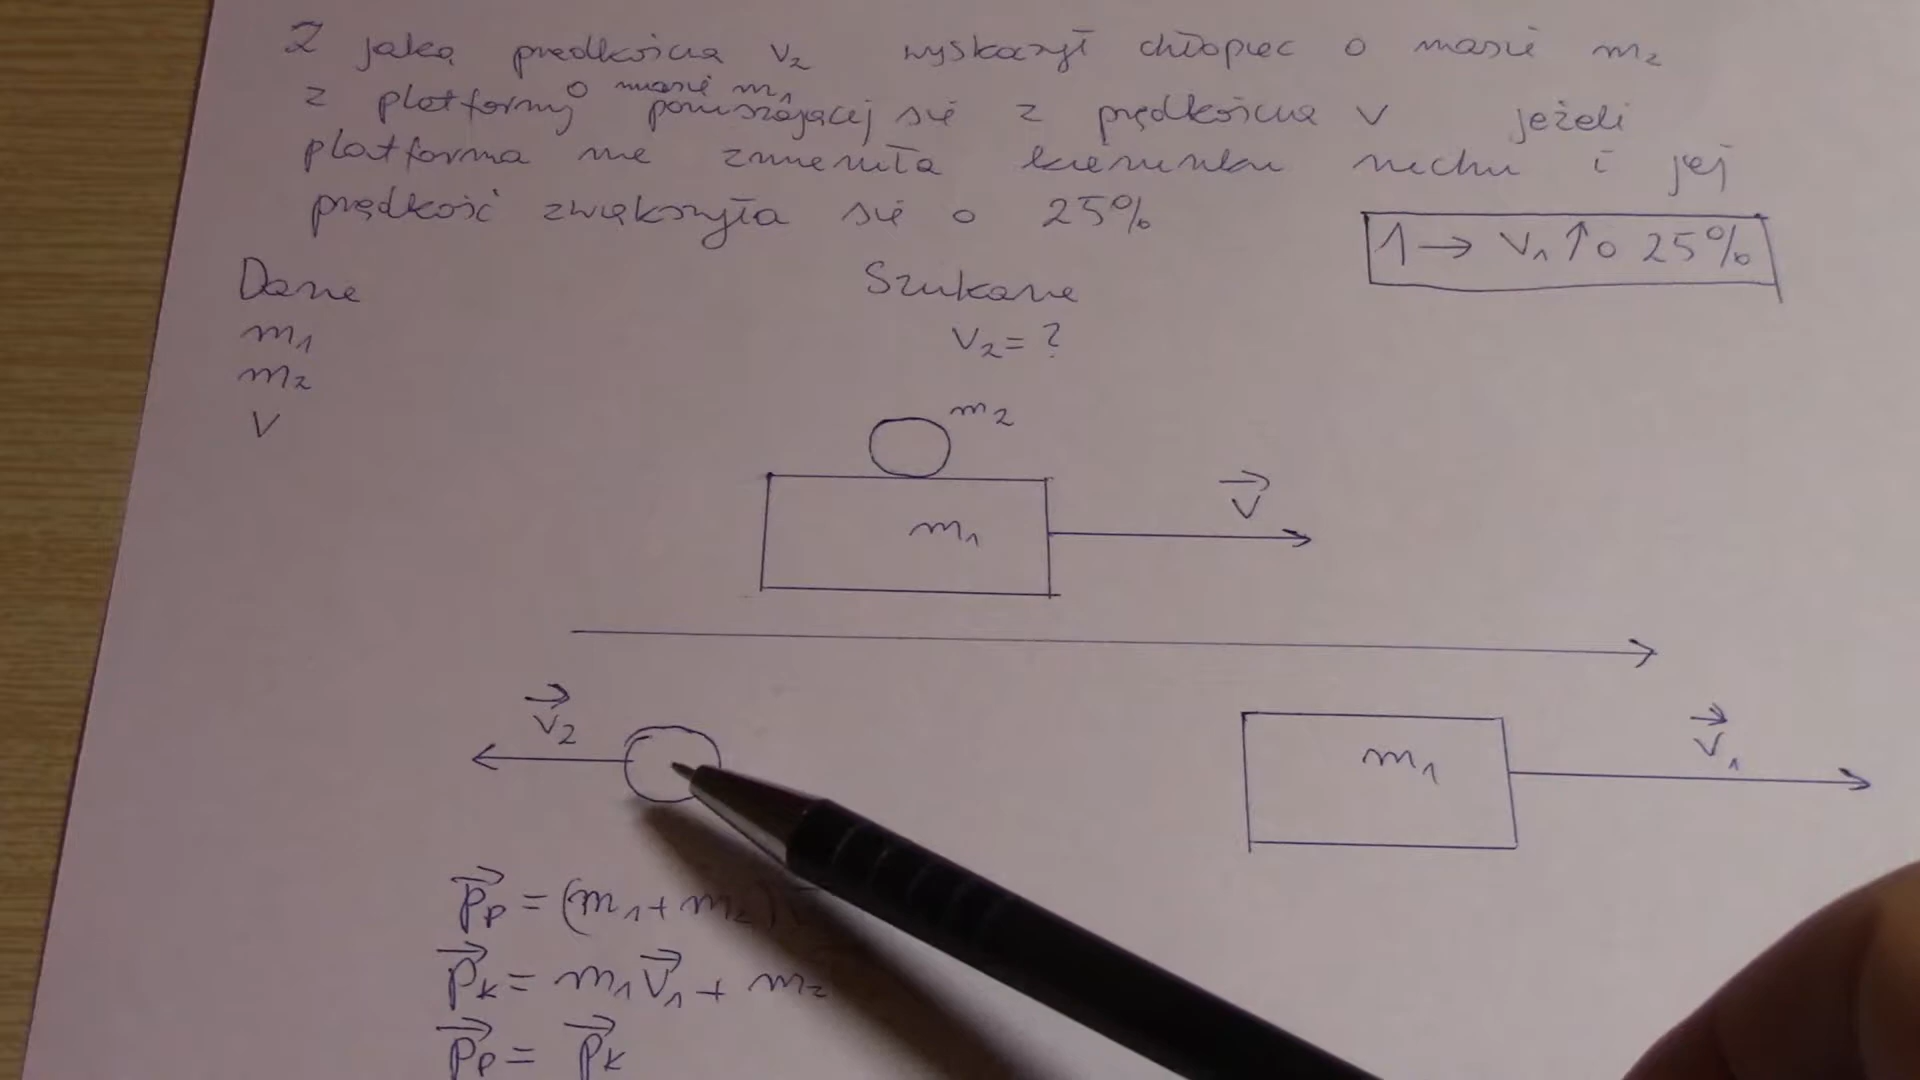 Z jaką prędkością v₂ wyskoczył chłopiec o masie m₂
z platformy o masie m₁ poruszającej się z prędkością v jeżeli
platforma nie zmieniła kierunku ruchu i jej
prędkość zwiększyła się o 25%
1 → v₁ ↑ o 25%
Dane
Szukane
m₁
v₂ = ?
m₂
v
m₂
m₁
v⃗
v⃗₂
m₁
v⃗₁
p⃗ₚ = (m₁ + m₂)
p⃗ₖ = m₁v⃗₁ + m₂
p⃗ₚ = p⃗ₖ